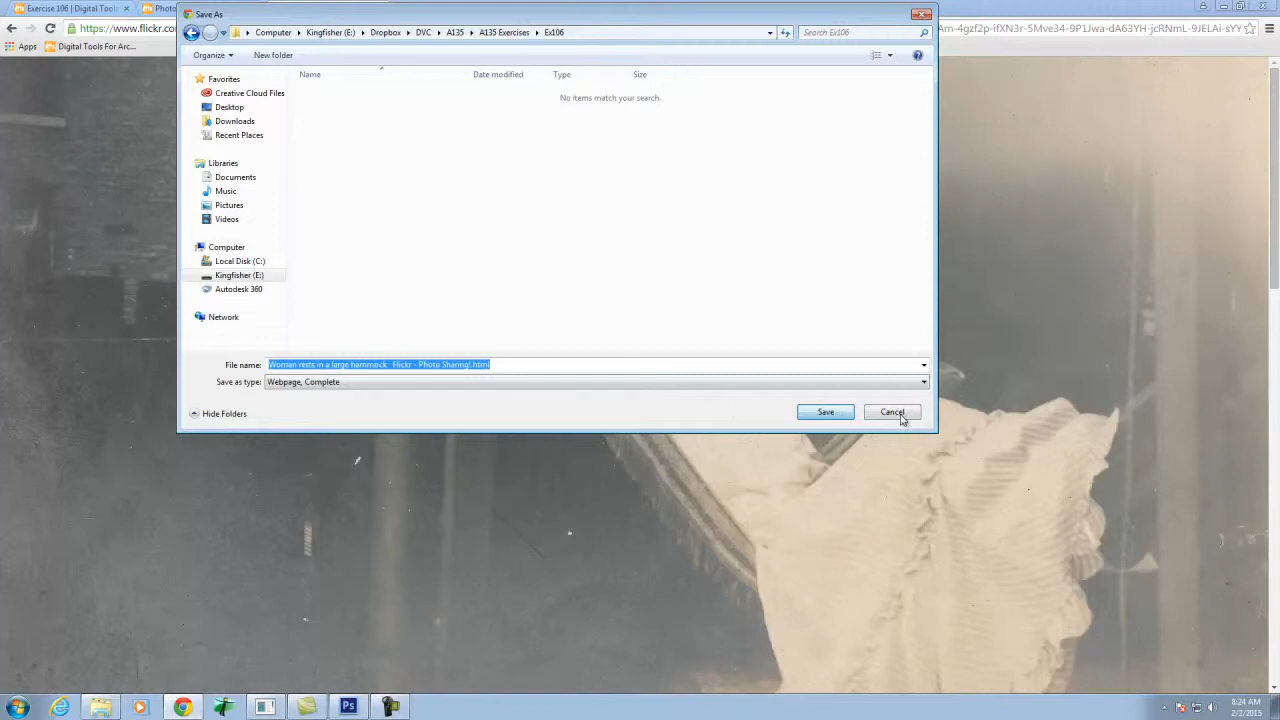 Exercise 106 | Digital Tool
Photo
Save As
https://www.flickr.
Am-4gzf2p-ifXN3r-5Mve34-9P1Jwa-dA63YH-jcRNmL-9JELAi-sYY
Computer Kingfisher (E:) Dropbox DVC A135 A135 Exercises Ex106
Search Ex106
Apps Digital Tools For Arc...
Organize New folder
Name Date modified Type Size
No items match your search.
Favorites
Creative Cloud Files
Desktop
Downloads
Recent Places
Libraries
Documents
Music
Pictures
Videos
Computer
Local Disk (C:)
Kingfisher (E:)
Autodesk 360
Network
File name: Woman rests in a large hammock_ Flickr - Photo Sharing!.html
Save as type: Webpage, Complete
Hide Folders Save Cancel
Ps
8:24 AM
2/2/2015